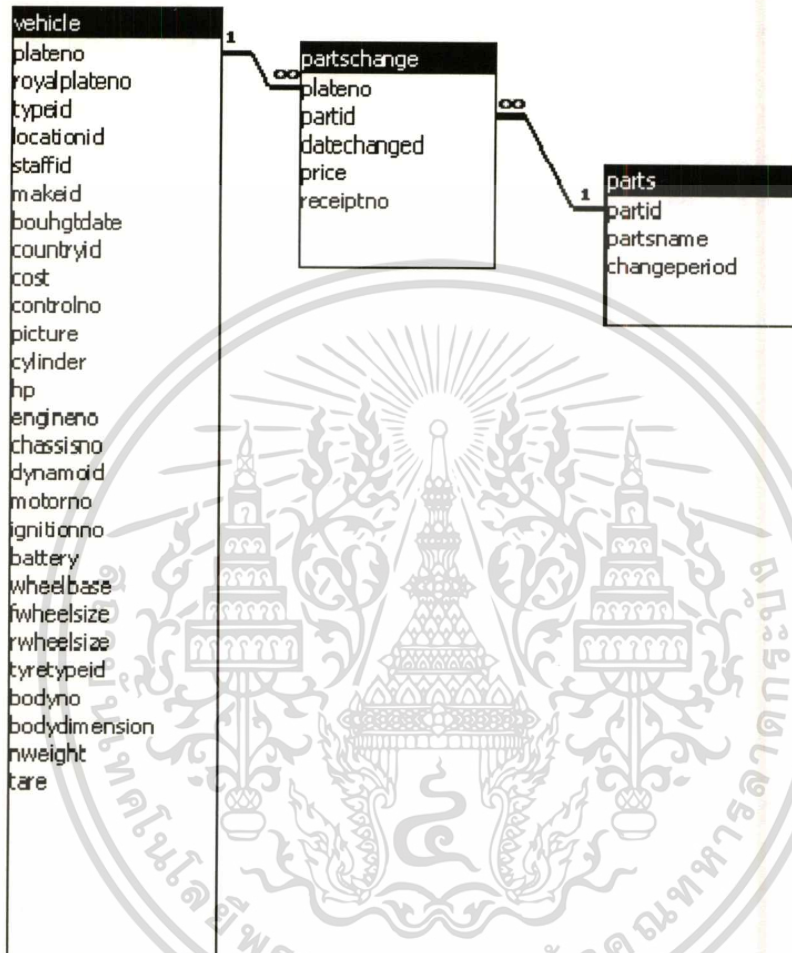 vehicle
plateno
royalplateno
typeid
locationid
staffid
makeid
bouhgtdate
countryid
cost
controlno
picture
cylinder
hp
engineno
chassisno
dynamoid
motorno
ignitionno
battery
wheelbase
fwheelsize
rwheelsize
tyretypeid
bodyno
bodydimension
nweight
tare
1
∞
partschange
plateno
partid
datechanged
price
receiptno
∞
1
parts
partid
partsname
changeperiod